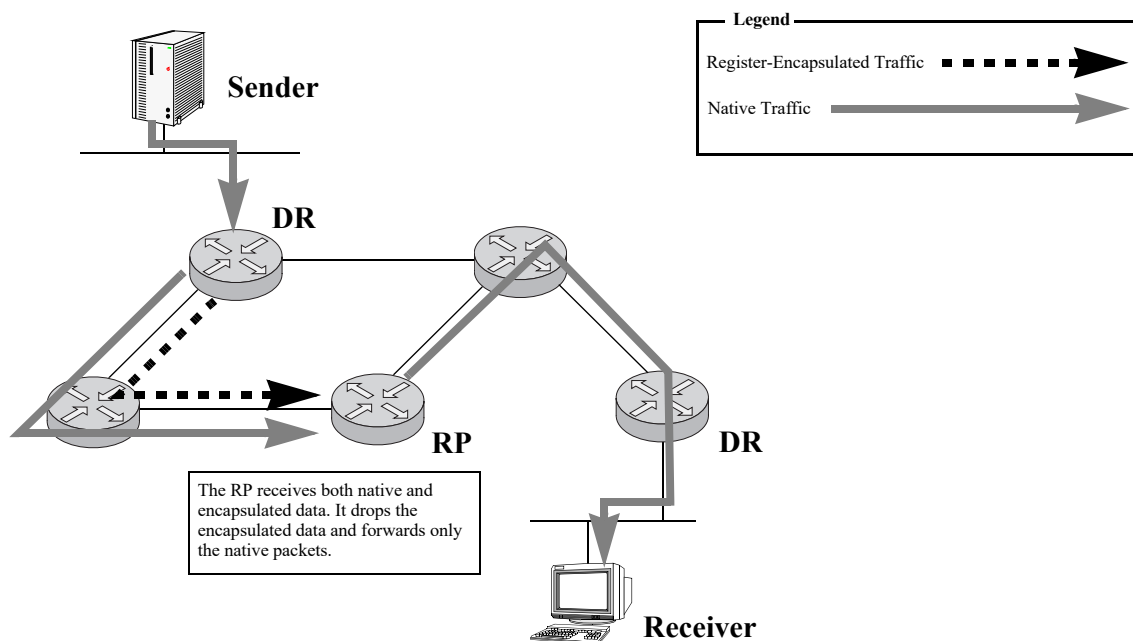 Legend
Register-Encapsulated Traffic
Native Traffic
Sender
DR
RP
DR
The RP receives both native and
encapsulated data. It drops the
encapsulated data and forwards only
the native packets.
Receiver